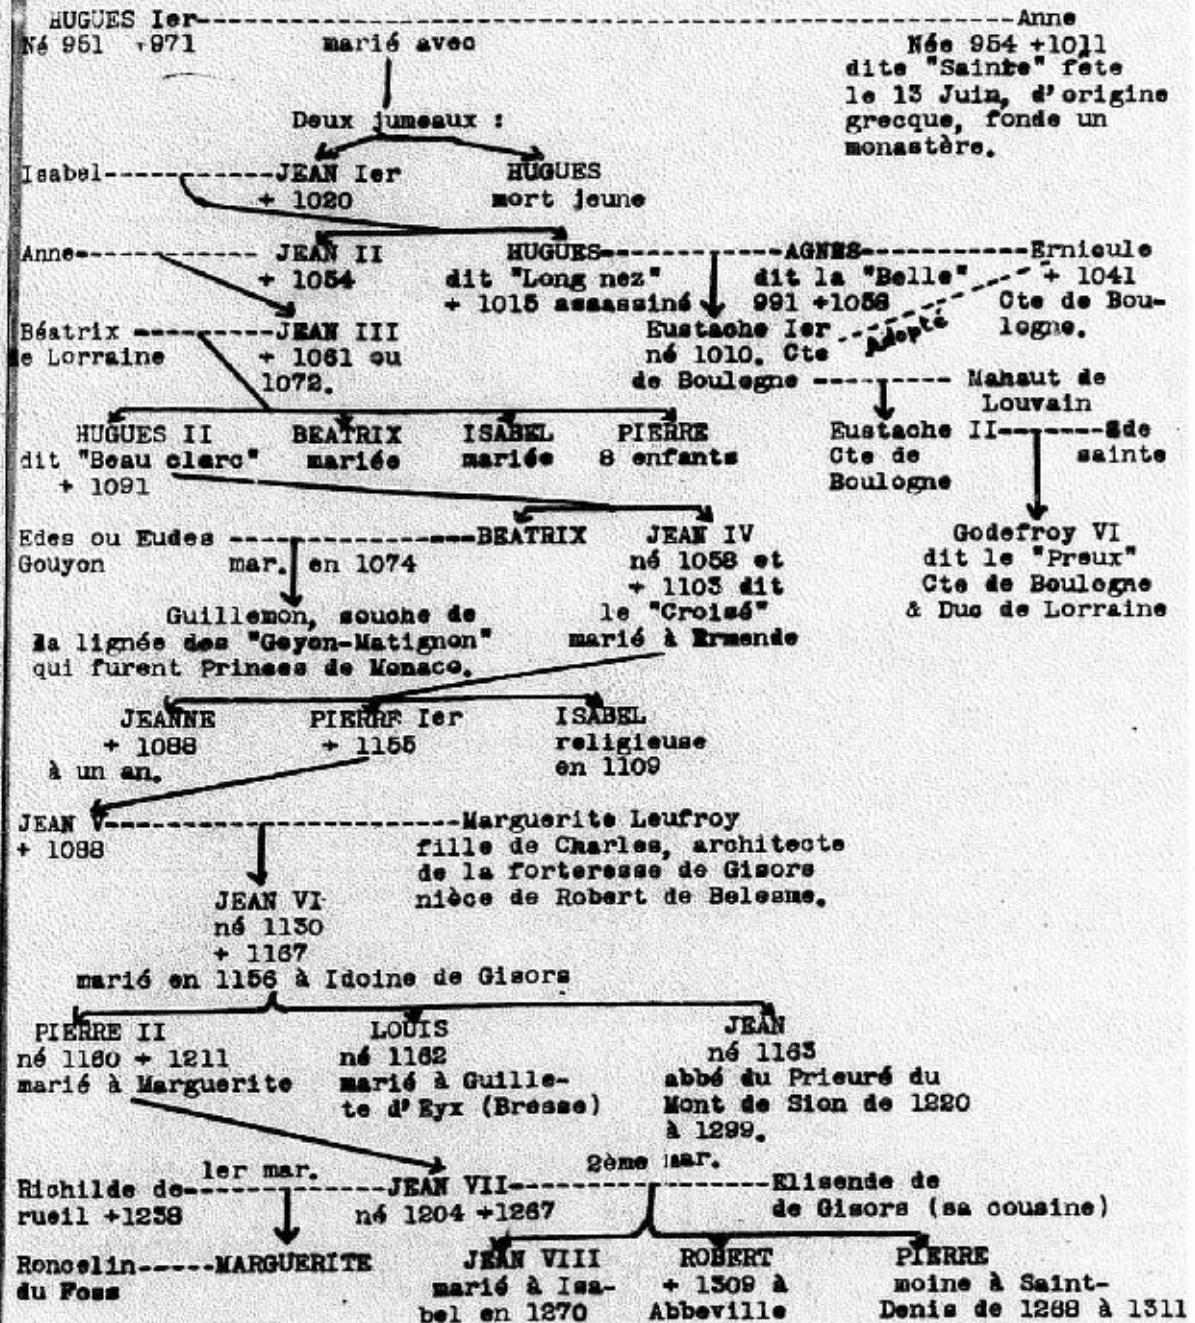 HUGUES Ier--------------------Anne
Né 951 +971 marié avec Née 954 +1011
dite "Sainte" fête
le 13 Juin, d'origine
grecque, fonde un
monastère.
Deux jumeaux :
Isabel----------JEAN Ier HUGUES
+ 1020 mort jeune
Anne---------- JEAN II HUGUES----------AGNES----------Ernicule
+ 1054 dit "Long nez" dit la "Belle" + 1041
+ 1015 assassiné 991 +1058 Cte de Bou-
logne.
Adopté
Béatrix ----------JEAN III Eustache Ier
de Lorraine + 1061 ou né 1010. Cte
1072. de Boulogne ---------- Mahaut de
Louvain
HUGUES II BEATRIX ISABEL PIERRE Eustache II--------Ide
dit "Beau clerc" mariée mariée 8 enfants Cte de sainte
+ 1091 Boulogne
Edes ou Eudes --------------------BEATRIX JEAN IV Godefroy VI
Gouyon mar. en 1074 né 1058 et dit le "Preux"
+ 1103 dit Cte de Boulogne
Guillemon, souche de le "Croisé" & Duc de Lorraine
la lignée des "Goyon-Matignon" marié à Ermende
qui furent Princes de Monaco.
JEANNE PIERRE Ier ISABEL
+ 1088 + 1155 religieuse
à un an. en 1109
JEAN V--------------------Marguerite Leufroy
+ 1088 fille de Charles, architecte
de la forteresse de Gisors
JEAN VI nièce de Robert de Belesme.
né 1130
+ 1167
marié en 1156 à Idoine de Gisors
PIERRE II LOUIS JEAN
né 1160 + 1211 né 1162 né 1163
marié à Marguerite marié à Guille- abbé du Prieuré du
te d'Eyx (Bresse) Mont de Sion de 1220
à 1299.
1er mar. 2ème mar.
Richilde de----------JEAN VII---------------Elisende de
rueil +1238 né 1204 +1267 de Gisors (sa cousine)
Roncelin-----MARGUERITE JEAN VIII ROBERT PIERRE
du Foss marié à Isa- + 1309 à moine à Saint-
bel en 1270 Abbeville Denis de 1288 à 1311